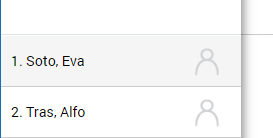 1. Soto, Eva
2. Tras, Alfo